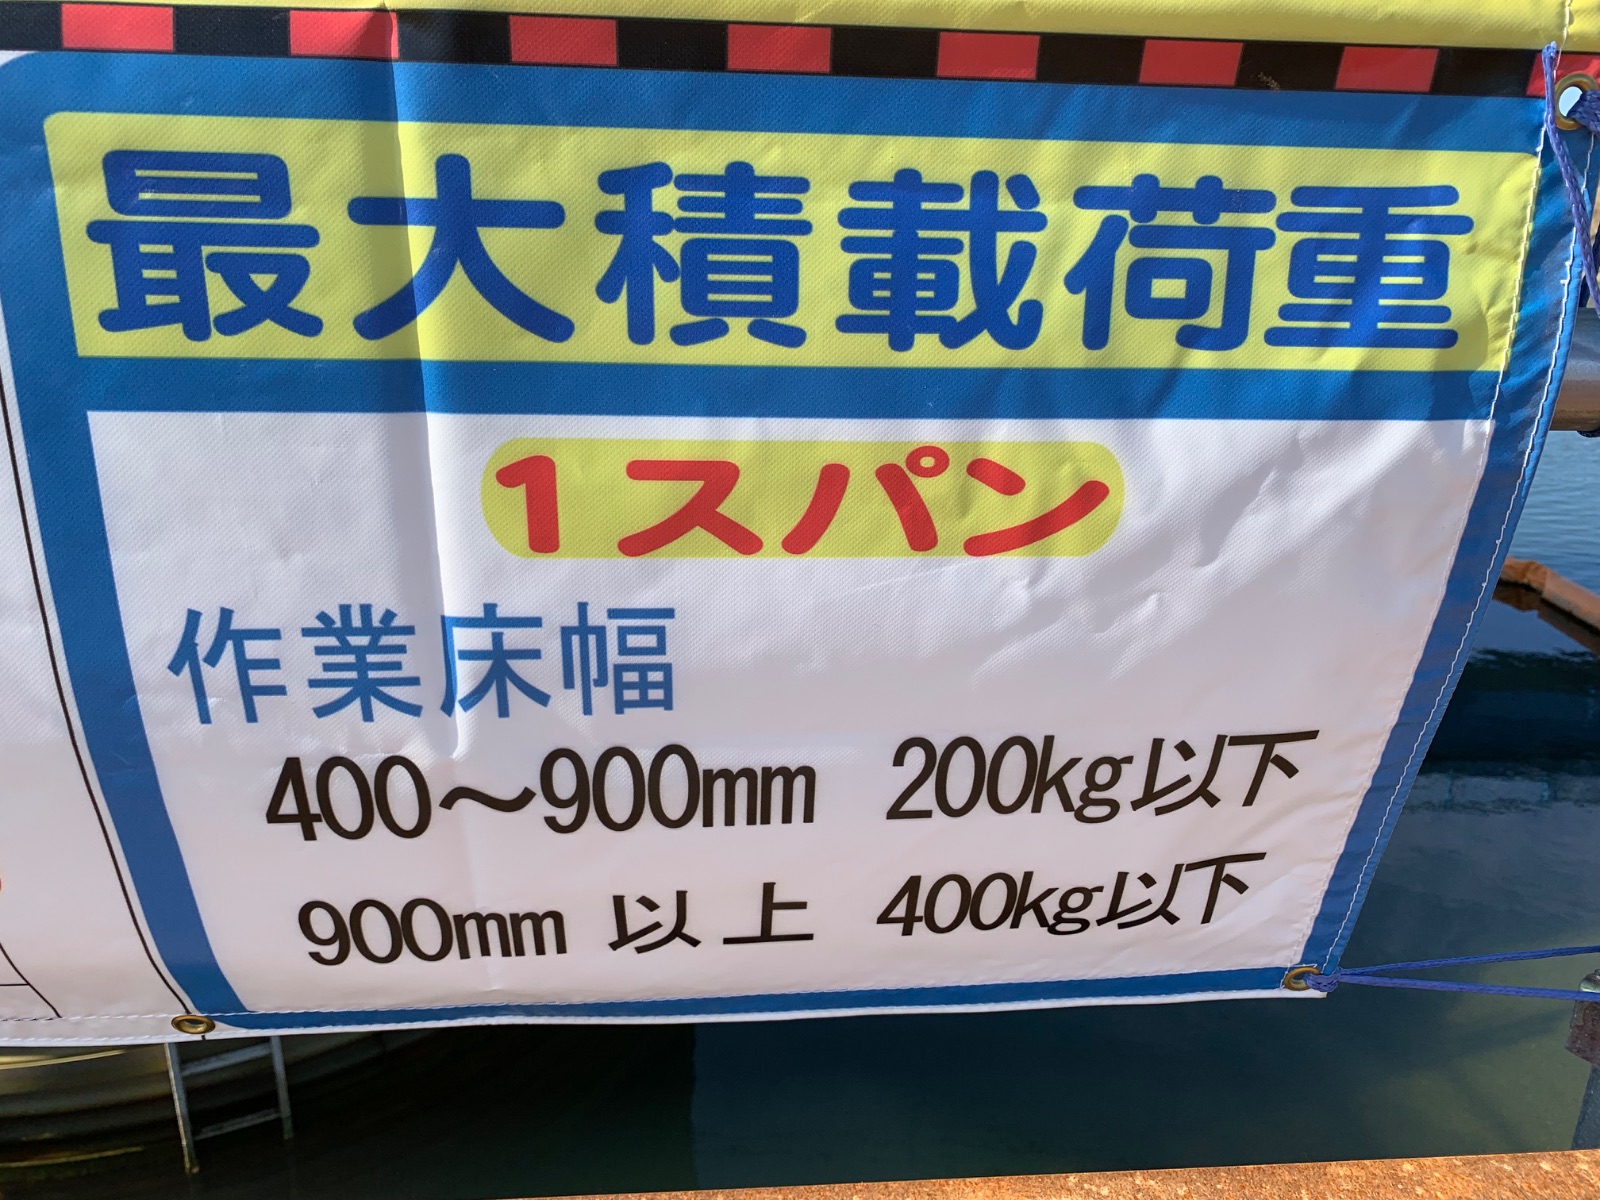 最大積載荷重
1スパン
作業床幅
400～900mm 200kg以下
900mm 以上 400kg以下